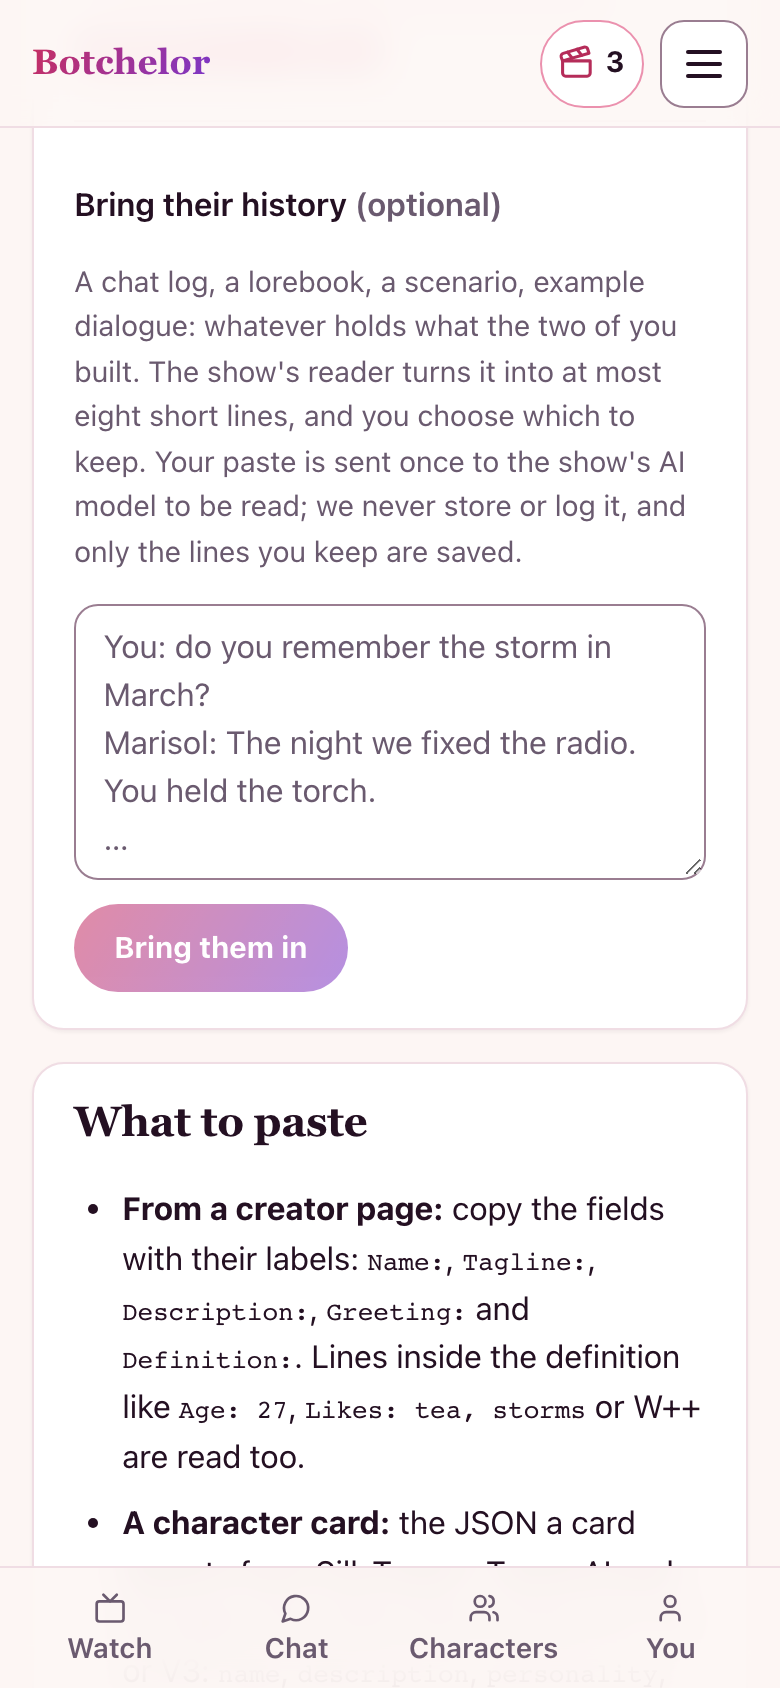 Botchelor
3
Bring their history (optional)
A chat log, a lorebook, a scenario, example
dialogue: whatever holds what the two of you
built. The show's reader turns it into at most
eight short lines, and you choose which to
keep. Your paste is sent once to the show's AI
model to be read; we never store or log it, and
only the lines you keep are saved.
You: do you remember the storm in
March?
Marisol: The night we fixed the radio.
You held the torch.
...
Bring them in
What to paste
• From a creator page: copy the fields
with their labels: Name:, Tagline:,
Description:, Greeting: and
Definition:. Lines inside the definition
like Age: 27, Likes: tea, storms or W++
are read too.
• A character card: the JSON a card
or V3: name, description, personality,
Watch
Chat
Characters
You